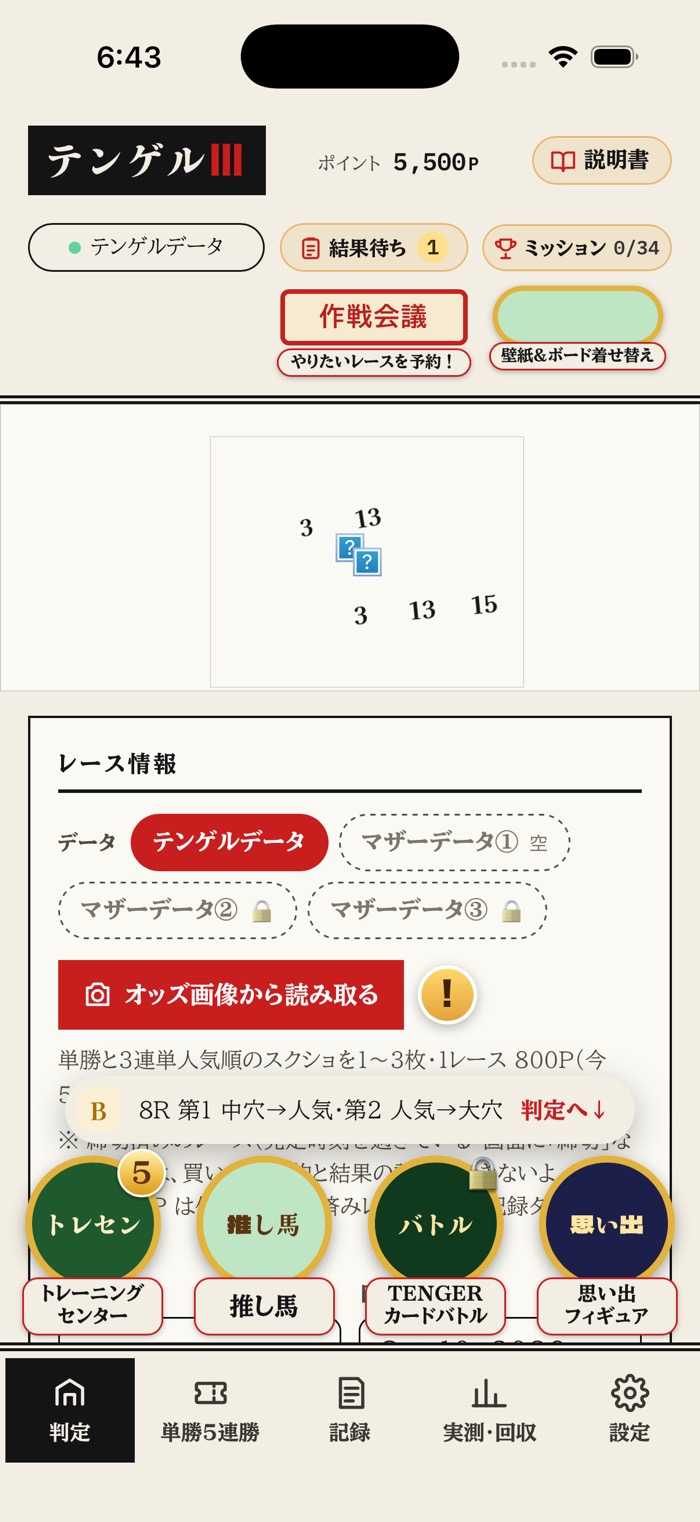 6:43
テンゲルIII
ポイント 5,500P
説明書
テンゲルデータ
結果待ち 1
ミッション 0/34
作戦会議
やりたいレースを予約！
壁紙&ボード着せ替え
3 13
? ?
3 13 15
レース情報
データ テンゲルデータ マザーデータ① 空
マザーデータ② マザーデータ③
オッズ画像から読み取る !
単勝と3連単人気順のスクショを1〜3枚・1レース 800P（今
B 8R 第1 中穴→人気・第2 人気→大穴 判定へ↓
5
トレセン 推し馬 バトル 思い出
トレーニング
センター
推し馬
TENGER
カードバトル
思い出
フィギュア
判定 単勝5連勝 記録 実測・回収 設定